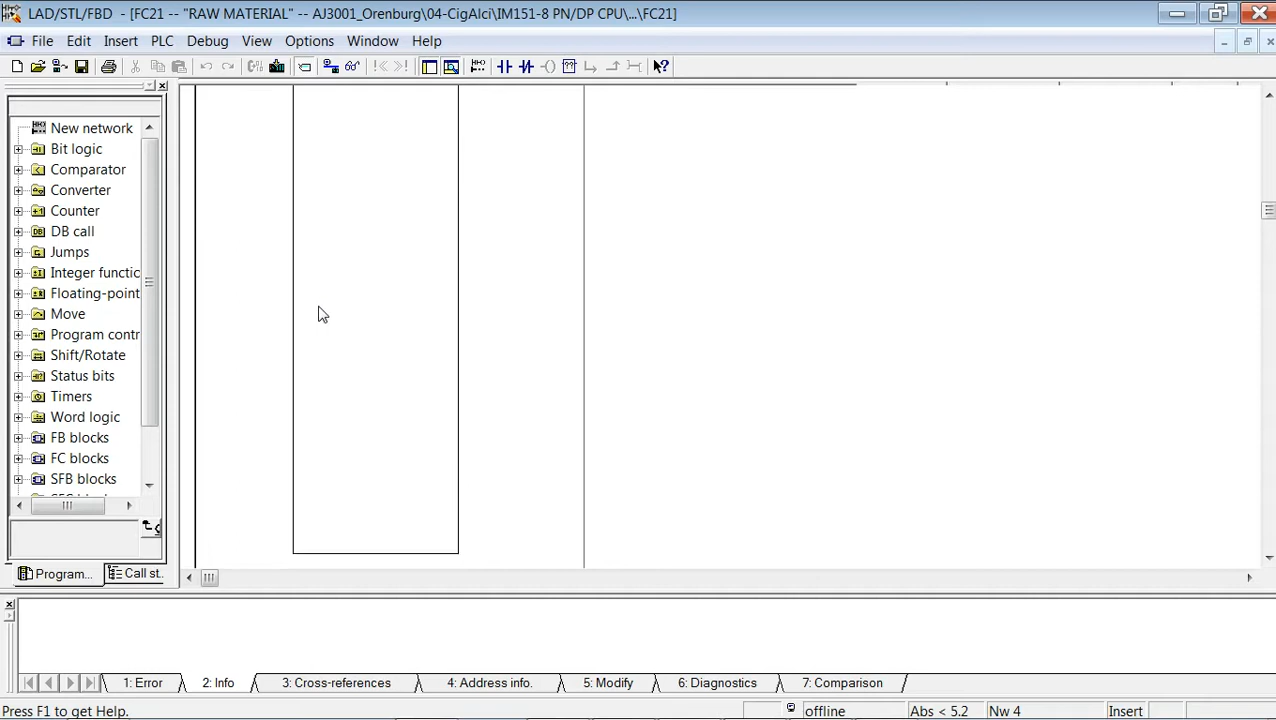 LAD/STL/FBD - [FC21 -- "RAW MATERIAL" -- AJ3001_Orenburg\04-CigAlci\IM151-8 PN/DP CPU\...\FC21]
File Edit Insert PLC Debug View Options Window Help
New network
Bit logic
Comparator
Converter
Counter
DB call
Jumps
Integer functic
Floating-point
Move
Program contr
Shift/Rotate
Status bits
Timers
Word logic
FB blocks
FC blocks
SFB blocks
Program... Call st..
1: Error 2: Info 3: Cross-references 4: Address info. 5: Modify 6: Diagnostics 7: Comparison
Press F1 to get Help. offline Abs < 5.2 Nw 4 Insert